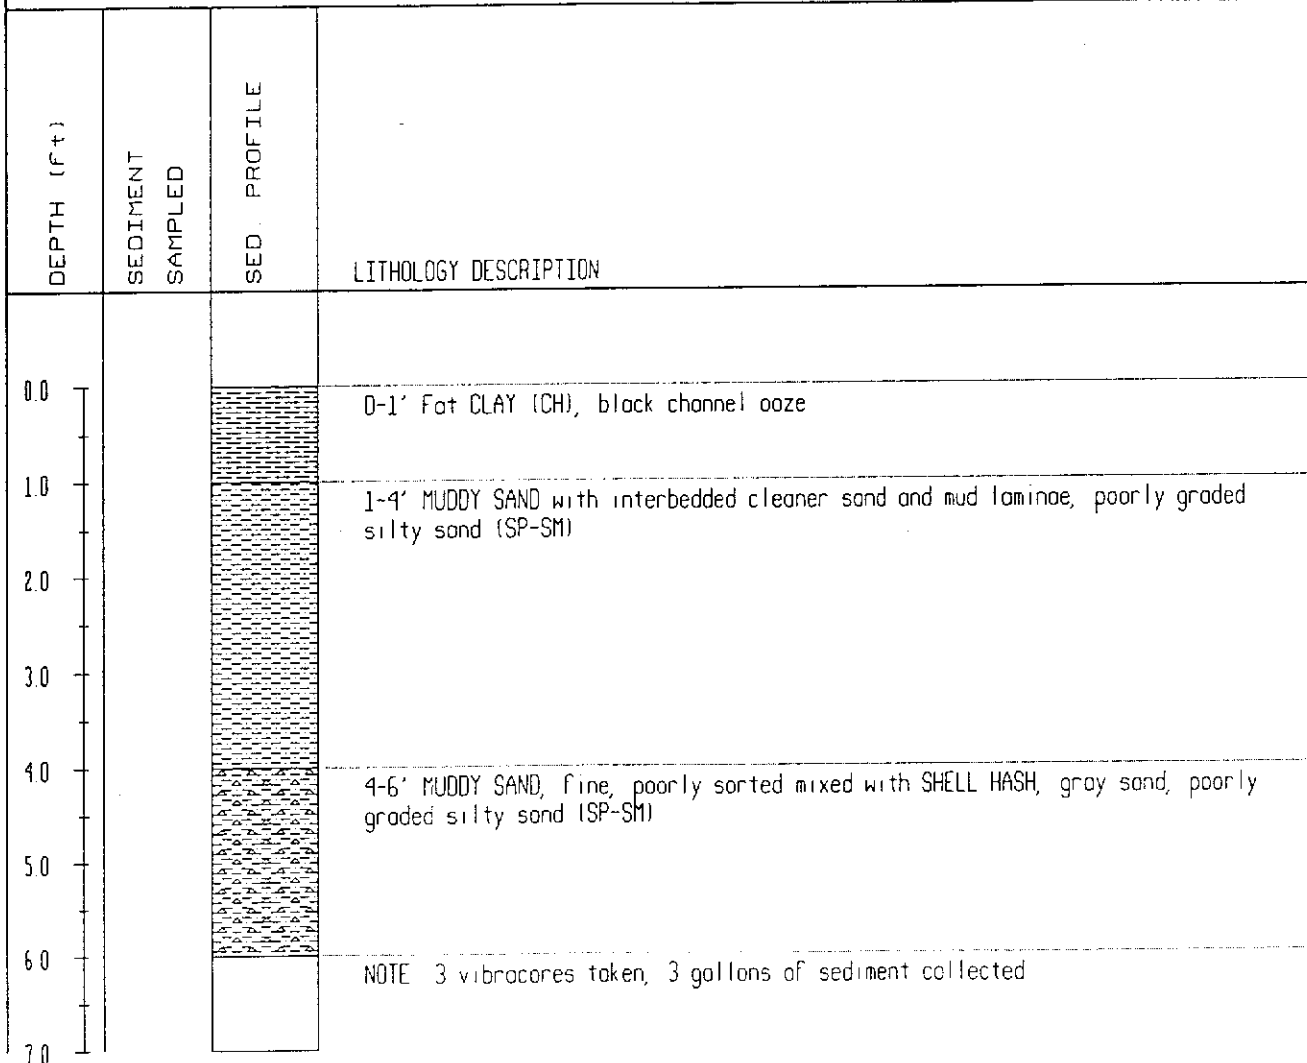 DEPTH (ft)
SEDIMENT
SAMPLED
SED. PROFILE
LITHOLOGY DESCRIPTION
0.0
0-1' Fat CLAY (CH), black channel ooze
1.0
1-4' MUDDY SAND with interbedded cleaner sand and mud laminae, poorly graded
silty sand (SP-SM)
2.0
3.0
4.0
4-6' MUDDY SAND, fine, poorly sorted mixed with SHELL HASH, gray sand, poorly
graded silty sand (SP-SM)
5.0
6.0
NOTE 3 vibracores taken, 3 gallons of sediment collected
7.0